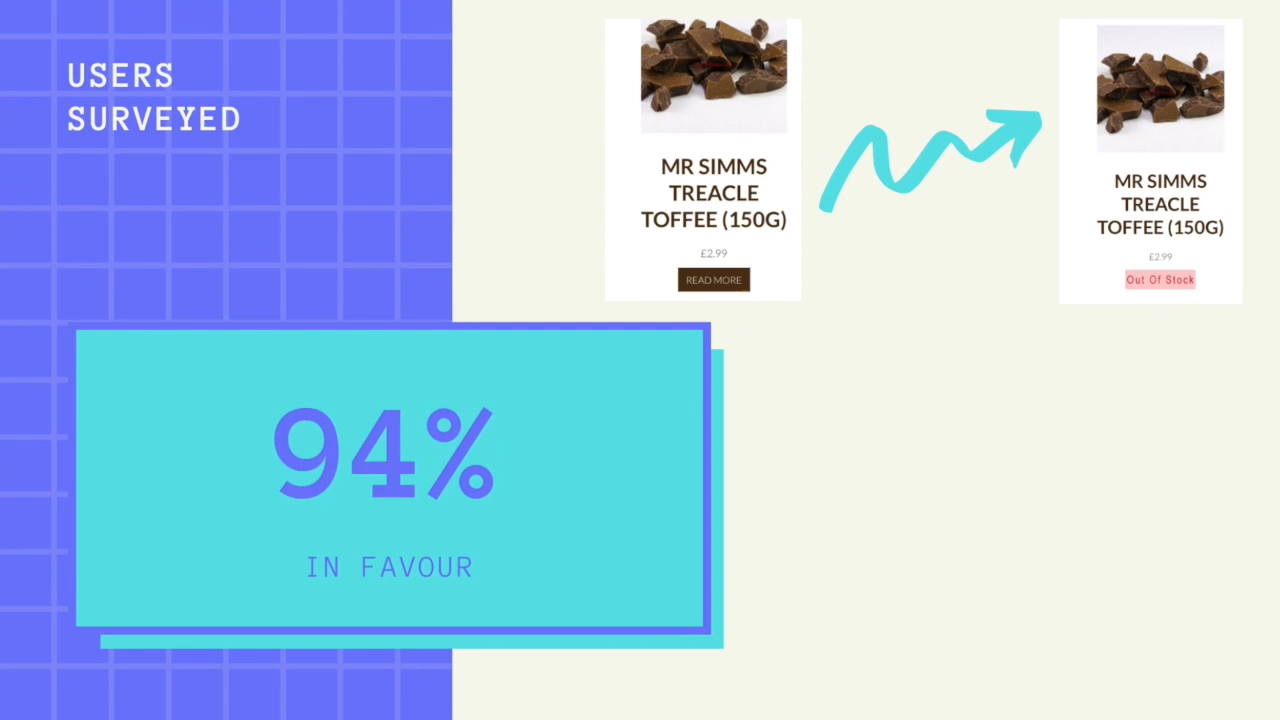 USERS
SURVEYED
MR SIMMS
TREACLE
TOFFEE (150G)
£2.99
READ MORE
MR SIMMS
TREACLE
TOFFEE (150G)
£2.99
Out Of Stock
94%
IN FAVOUR